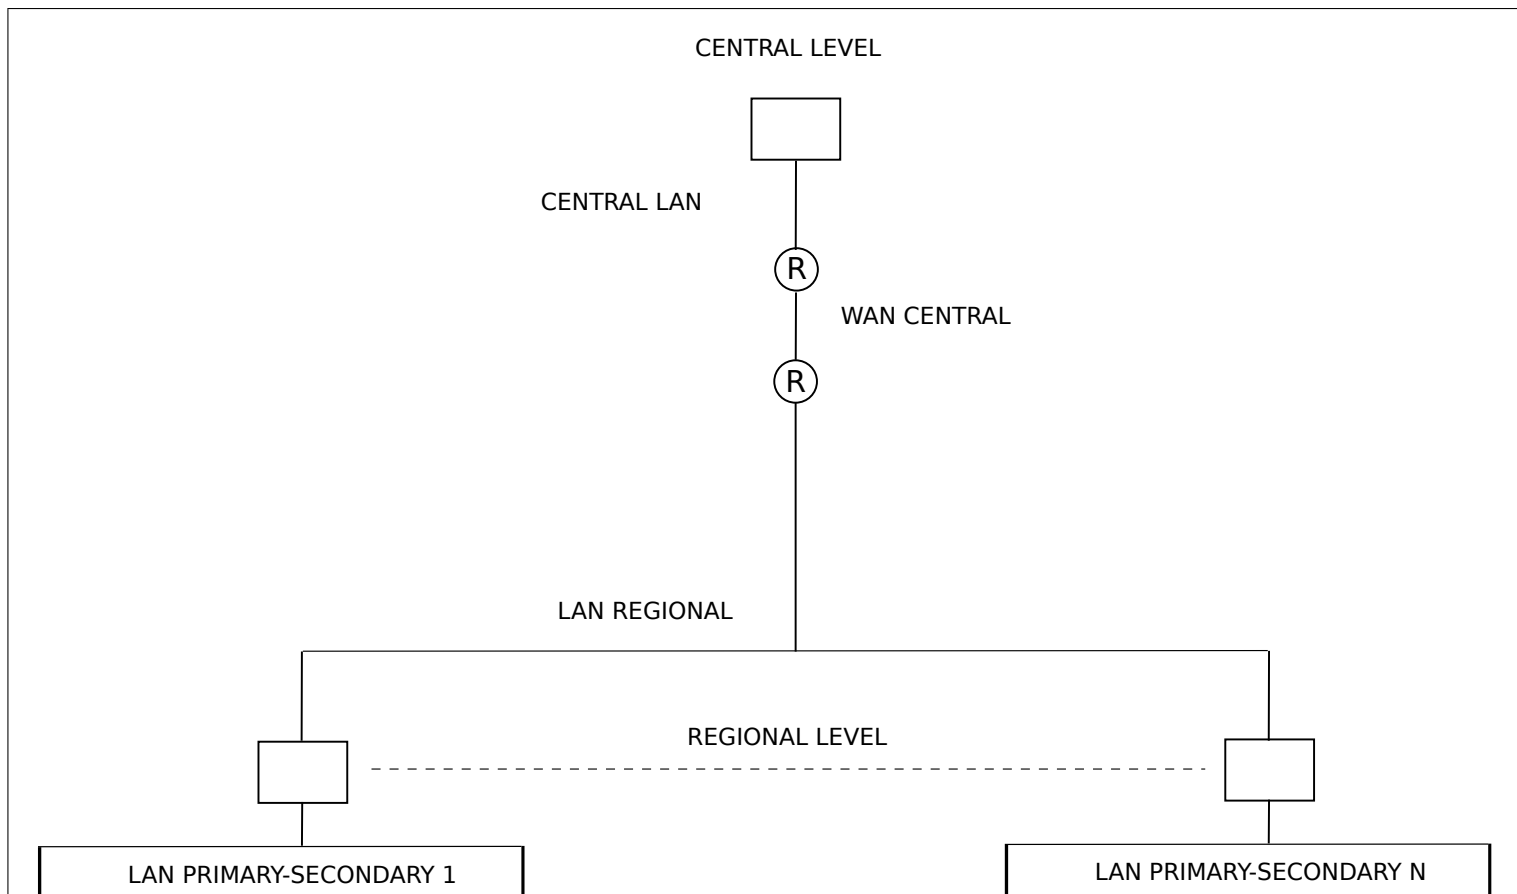 CENTRAL LEVEL
CENTRAL LAN
R
WAN CENTRAL
R
LAN REGIONAL
REGIONAL LEVEL
LAN PRIMARY-SECONDARY 1
LAN PRIMARY-SECONDARY N